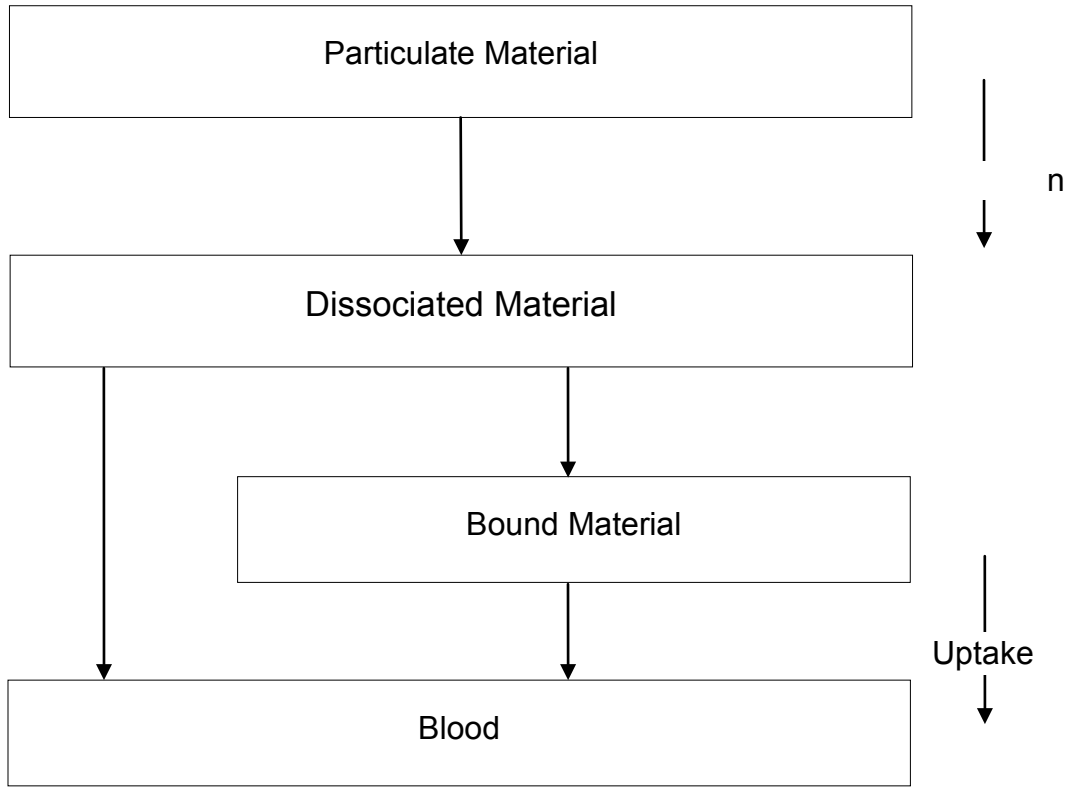 Particulate Material
n
Dissociated Material
Bound Material
Uptake
Blood